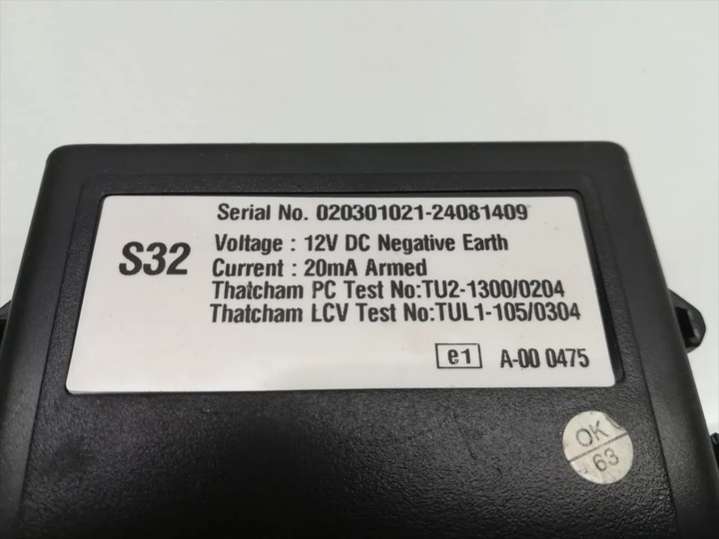 Serial No. 020301021-24081409
S32
Voltage : 12V DC Negative Earth
Current : 20mA Armed
Thatcham PC Test No:TU2-1300/0204
Thatcham LCV Test No:TUL1-105/0304
e1 A-00 0475
OK
63